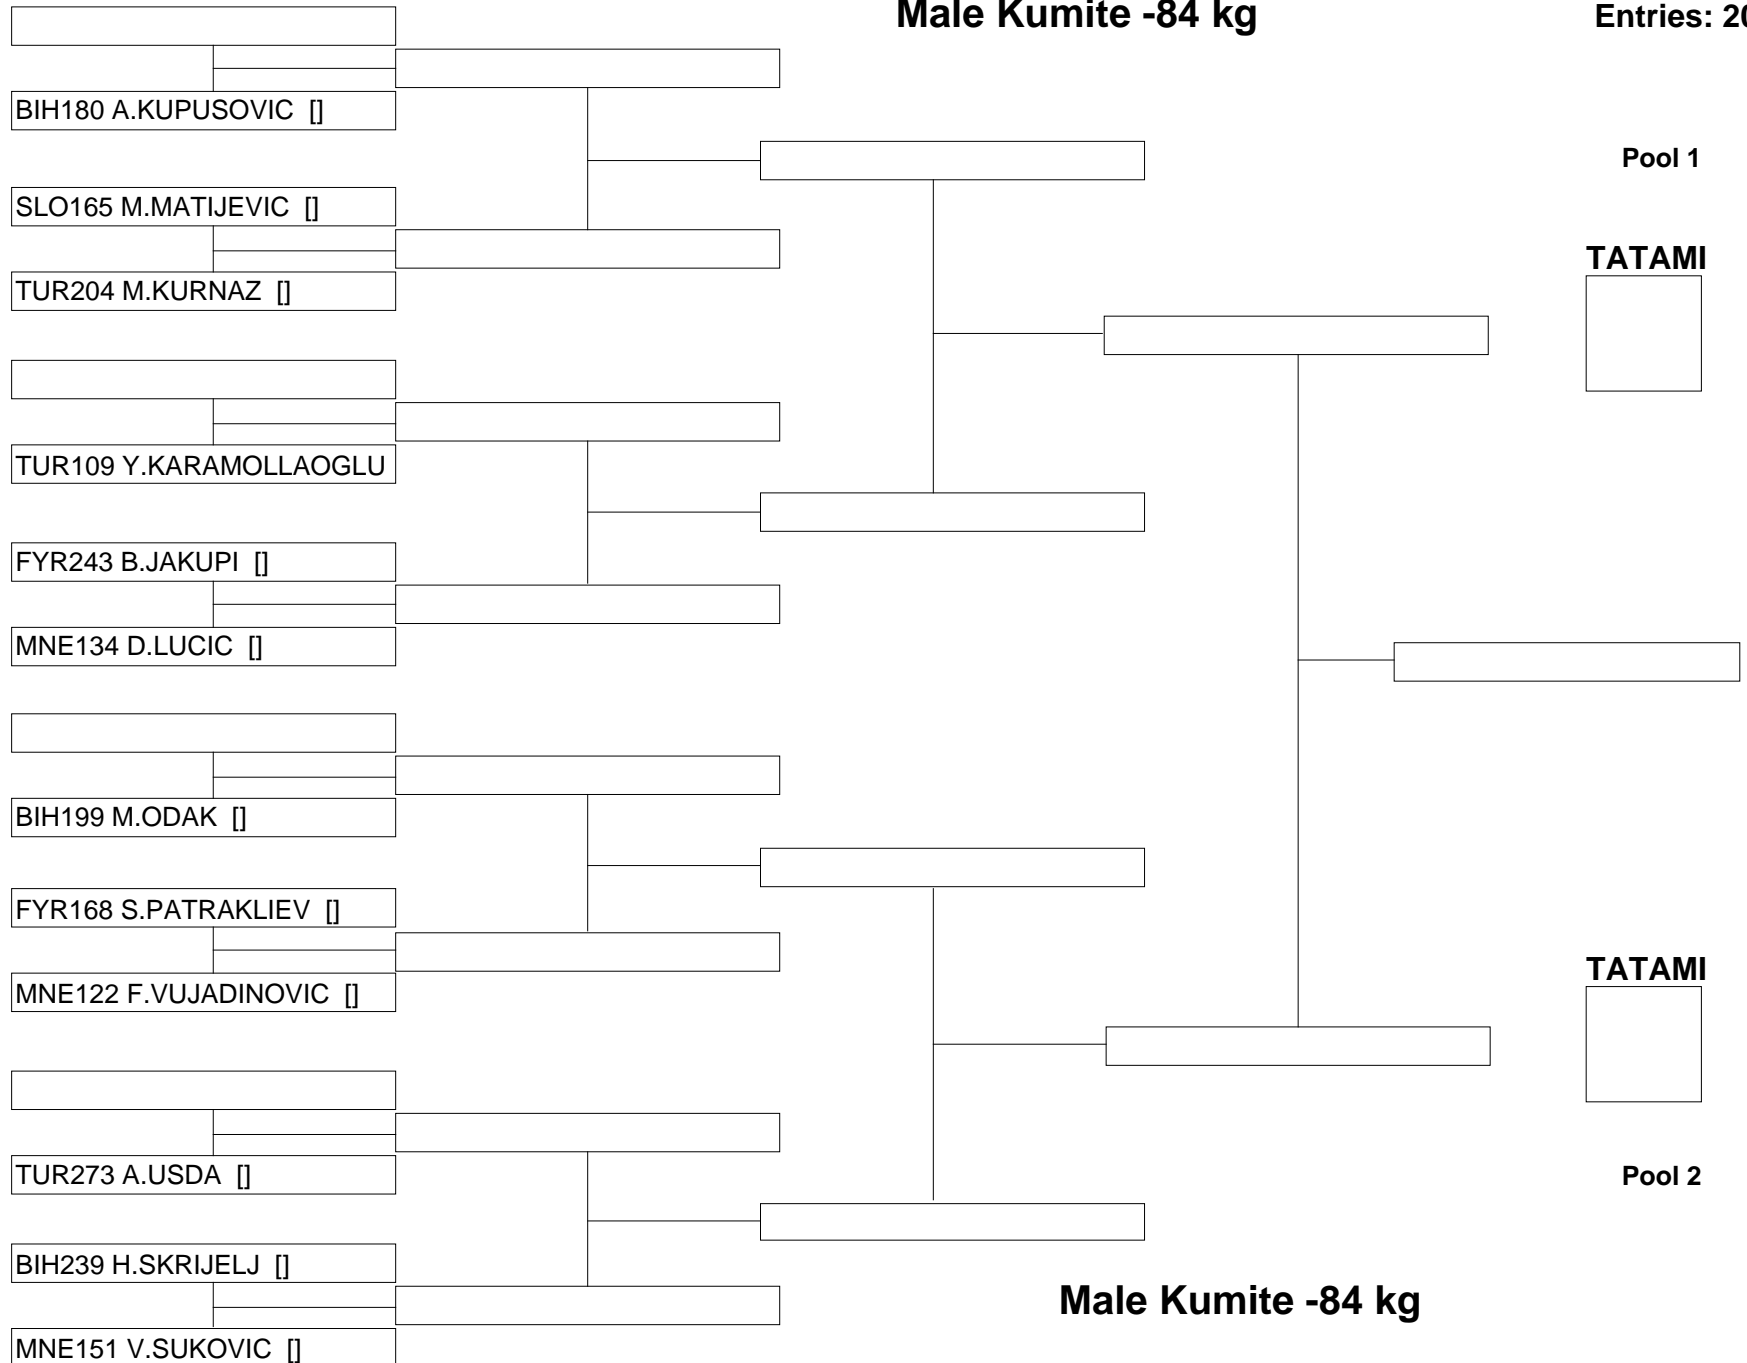 Male Kumite -84 kg
Entries: 20
BIH180 A.KUPUSOVIC []
Pool 1
SLO165 M.MATIJEVIC []
TATAMI
TUR204 M.KURNAZ []
TUR109 Y.KARAMOLLAOGLU
FYR243 B.JAKUPI []
MNE134 D.LUCIC []
BIH199 M.ODAK []
FYR168 S.PATRAKLIEV []
TATAMI
MNE122 F.VUJADINOVIC []
TUR273 A.USDA []
Pool 2
BIH239 H.SKRIJELJ []
Male Kumite -84 kg
MNE151 V.SUKOVIC []